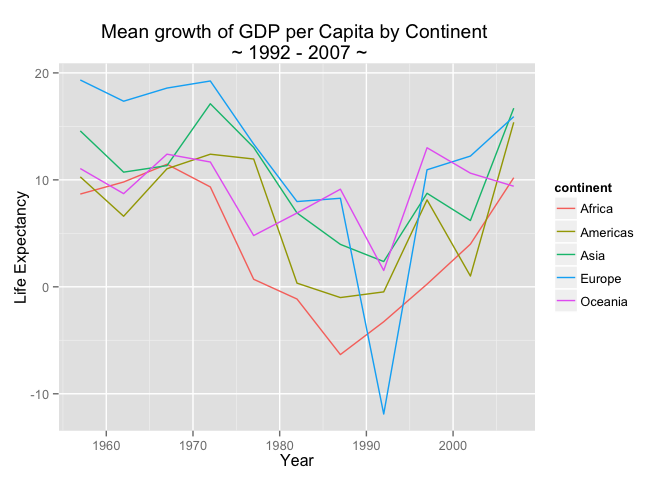 Mean growth of GDP per Capita by Continent
~ 1992 - 2007 ~
20
10
0
-10
Life Expectancy
1960
1970
1980
1990
2000
Year
continent
Africa
Americas
Asia
Europe
Oceania